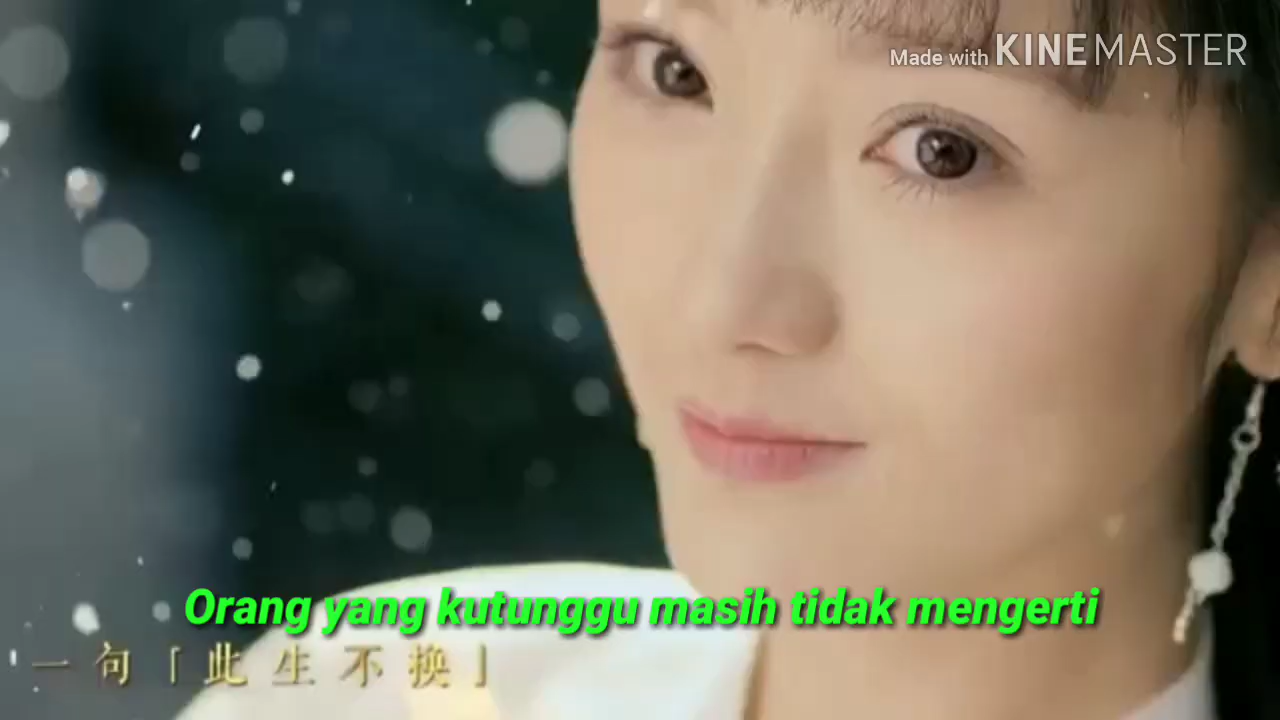 Made with KINEMASTER
Orang yang kutunggu masih tidak mengerti
一句「此生不换」